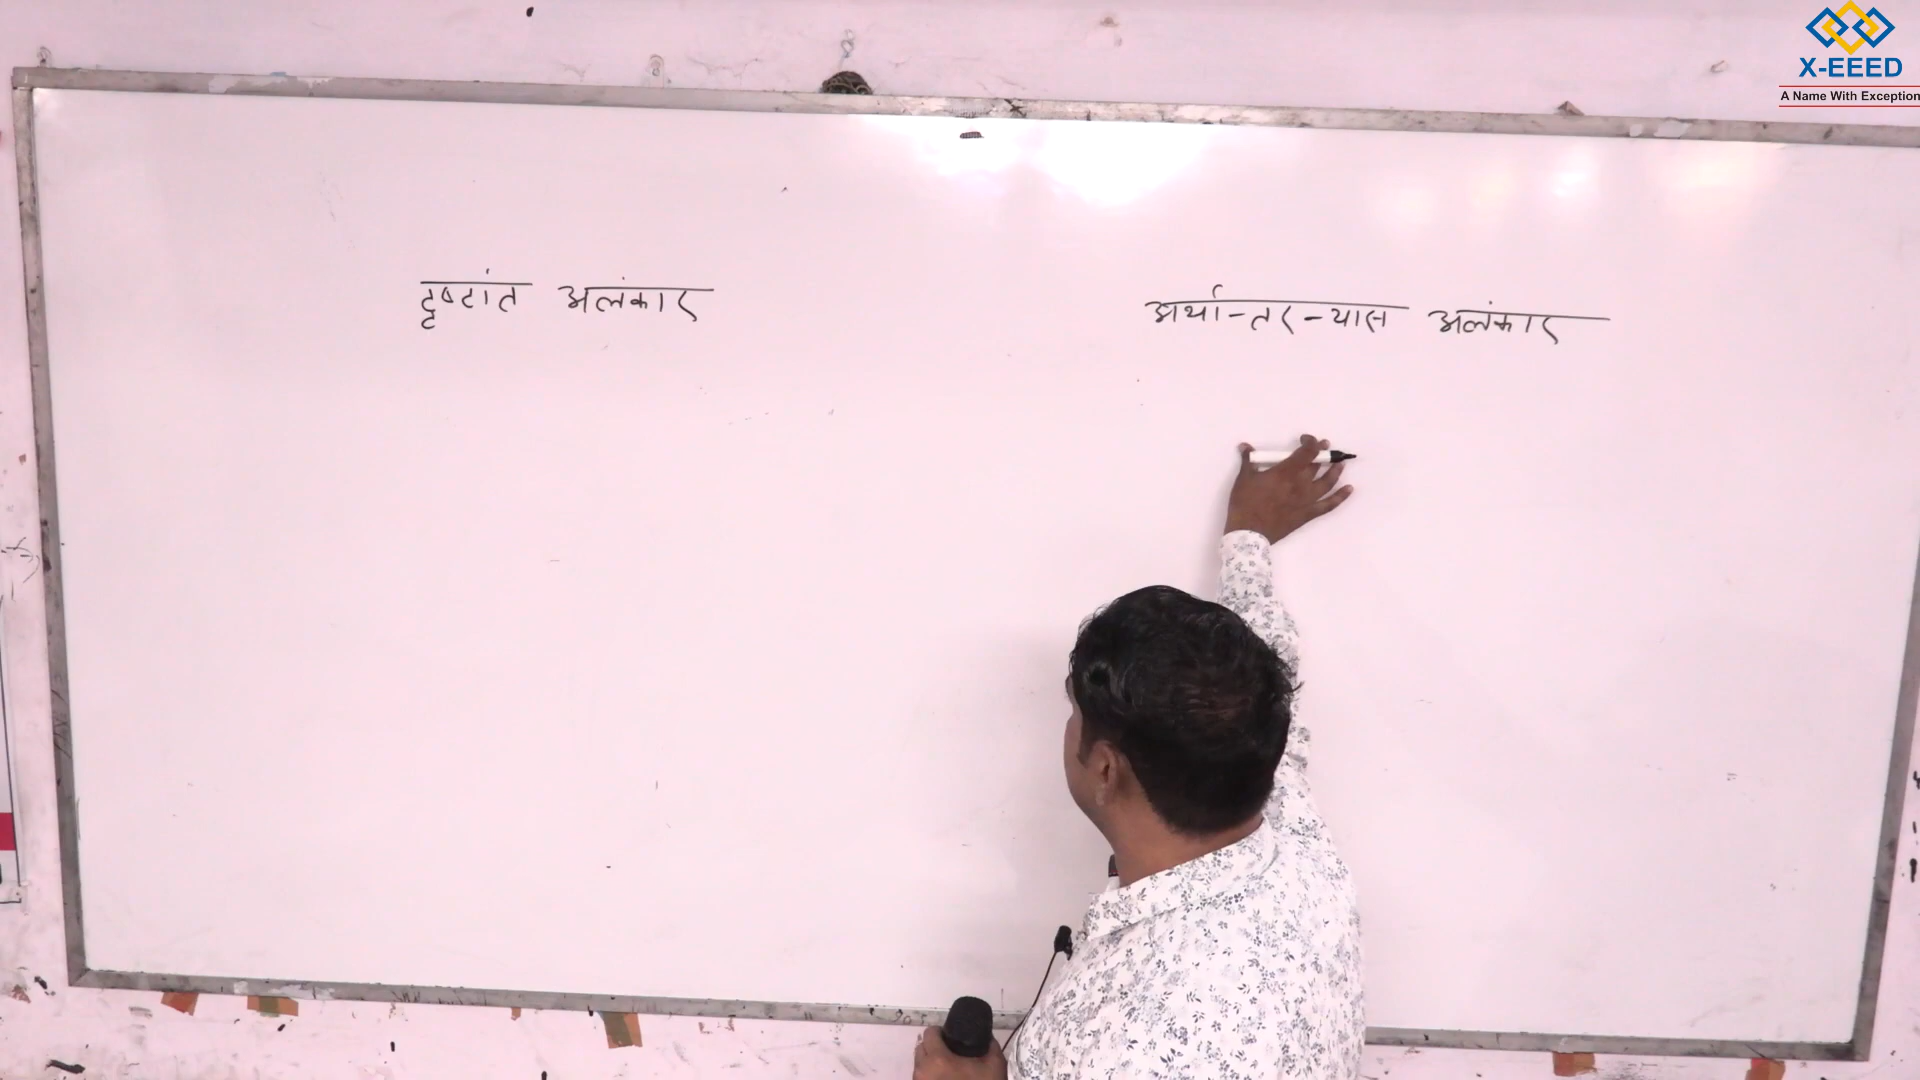 X-EEED
A Name With Exception
दृष्टांत अलंकार
अर्थान्तरन्यास अलंकार